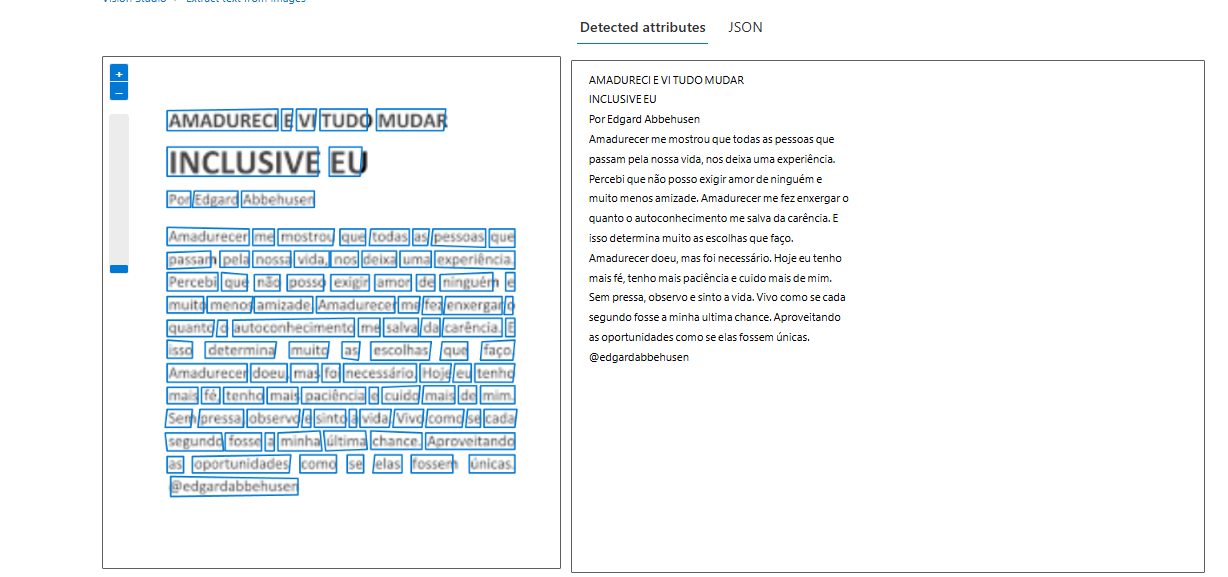 Vision Studio > Extract text from images
Detected attributes JSON
+
–
AMADURECI E VI TUDO MUDAR
INCLUSIVE EU
Por Edgard Abbehusen
Amadurecer me mostrou que todas as pessoas que
passam pela nossa vida, nos deixa uma experiência.
Percebi que não posso exigir amor de ninguém e
muito menos amizade. Amadurecer me fez enxergar o
quanto o autoconhecimento me salva da carência. E
isso determina muito as escolhas que faço.
Amadurecer doeu, mas foi necessário. Hoje eu tenho
mais fé, tenho mais paciência e cuido mais de mim.
Sem pressa, observo e sinto a vida. Vivo como se cada
segundo fosse a minha última chance. Aproveitando
as oportunidades como se elas fossem únicas.
@edgardabbehusen
AMADURECI E VI TUDO MUDAR
INCLUSIVE EU
Por Edgard Abbehusen
Amadurecer me mostrou que todas as pessoas que
passam pela nossa vida, nos deixa uma experiência.
Percebi que não posso exigir amor de ninguém e
muito menos amizade. Amadurecer me fez enxergar o
quanto o autoconhecimento me salva da carência. E
isso determina muito as escolhas que faço.
Amadurecer doeu, mas foi necessário. Hoje eu tenho
mais fé, tenho mais paciência e cuido mais de mim.
Sem pressa, observo e sinto a vida. Vivo como se cada
segundo fosse a minha ultima chance. Aproveitando
as oportunidades como se elas fossem únicas.
@edgardabbehusen